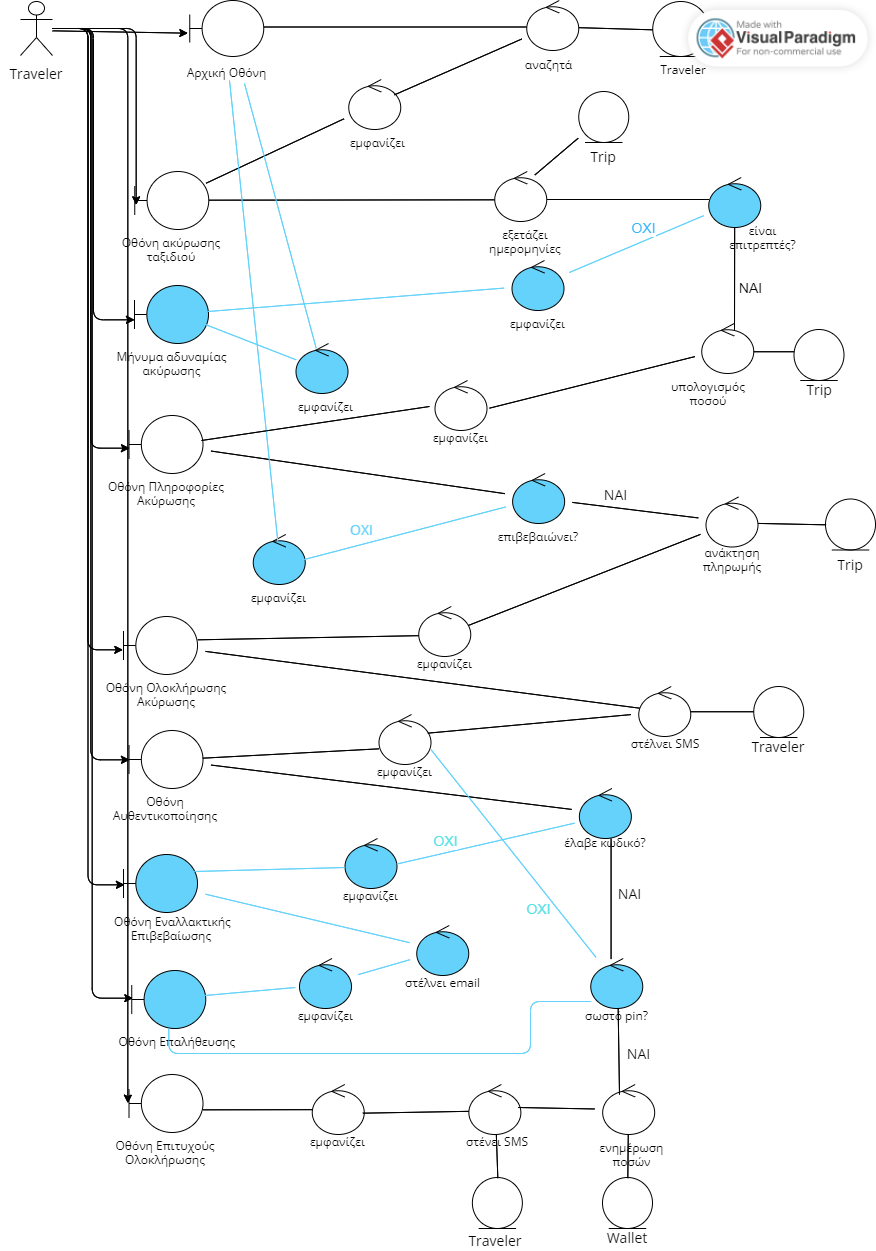 Made with
VisualParadigm
For non-commercial use
Traveler
Αρχική Οθόνη
αναζητά
Traveler
εμφανίζει
Trip
Οθόνη ακύρωσης
ταξιδιού
εξετάζει
ημερομηνίες
είναι
επιτρεπτές?
ΟΧΙ
ΝΑΙ
εμφανίζει
Μήνυμα αδυναμίας
ακύρωσης
εμφανίζει
υπολογισμός
ποσού
Trip
εμφανίζει
Οθόνη Πληροφορίες
Ακύρωσης
ΝΑΙ
ΟΧΙ
επιβεβαιώνει?
ανάκτηση
πληρωμής
Trip
εμφανίζει
εμφανίζει
Οθόνη Ολοκλήρωσης
Ακύρωσης
στέλνει SMS
Traveler
εμφανίζει
Οθόνη
Αυθεντικοποίησης
ΟΧΙ
έλαβε κωδικό?
εμφανίζει
ΝΑΙ
ΟΧΙ
Οθόνη Εναλλακτικής
Επιβεβαίωσης
στέλνει email
εμφανίζει
σωστό pin?
Οθόνη Επαλήθευσης
ΝΑΙ
Οθόνη Επιτυχούς
Ολοκλήρωσης
εμφανίζει
στένει SMS
ενημέρωση
ποσών
Traveler
Wallet